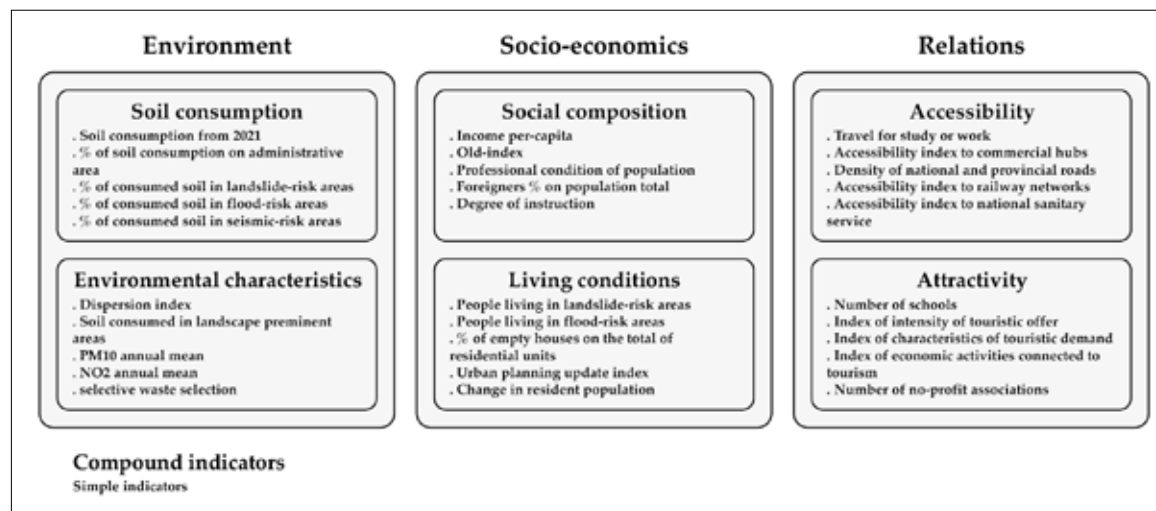 Environment
Soil consumption
. Soil consumption from 2021
. % of soil consumption on administrative
area
. % of consumed soil in landslide-risk areas
. % of consumed soil in flood-risk areas
. % of consumed soil in seismic-risk areas
Environmental characteristics
. Dispersion index
. Soil consumed in landscape prominent
areas
. PM10 annual mean
. NO2 annual mean
. selective waste selection
Socio-economics
Social composition
. Income per-capita
. Old-index
. Professional condition of population
. Foreigners % on population total
. Degree of instruction
Living conditions
. People living in landslide-risk areas
. People living in flood-risk areas
. % of empty houses on the total of
residential units
. Urban planning update index
. Change in resident population
Relations
Accessibility
. Travel for study or work
. Accessibility index to commercial hubs
. Density of national and provincial roads
. Accessibility index to railway networks
. Accessibility index to national sanitary
service
Attractivity
. Number of schools
. Index of intensity of touristic offer
. Index of characteristics of touristic demand
. Index of economic activities connected to
tourism
. Number of no-profit associations
Compound indicators
Simple indicators